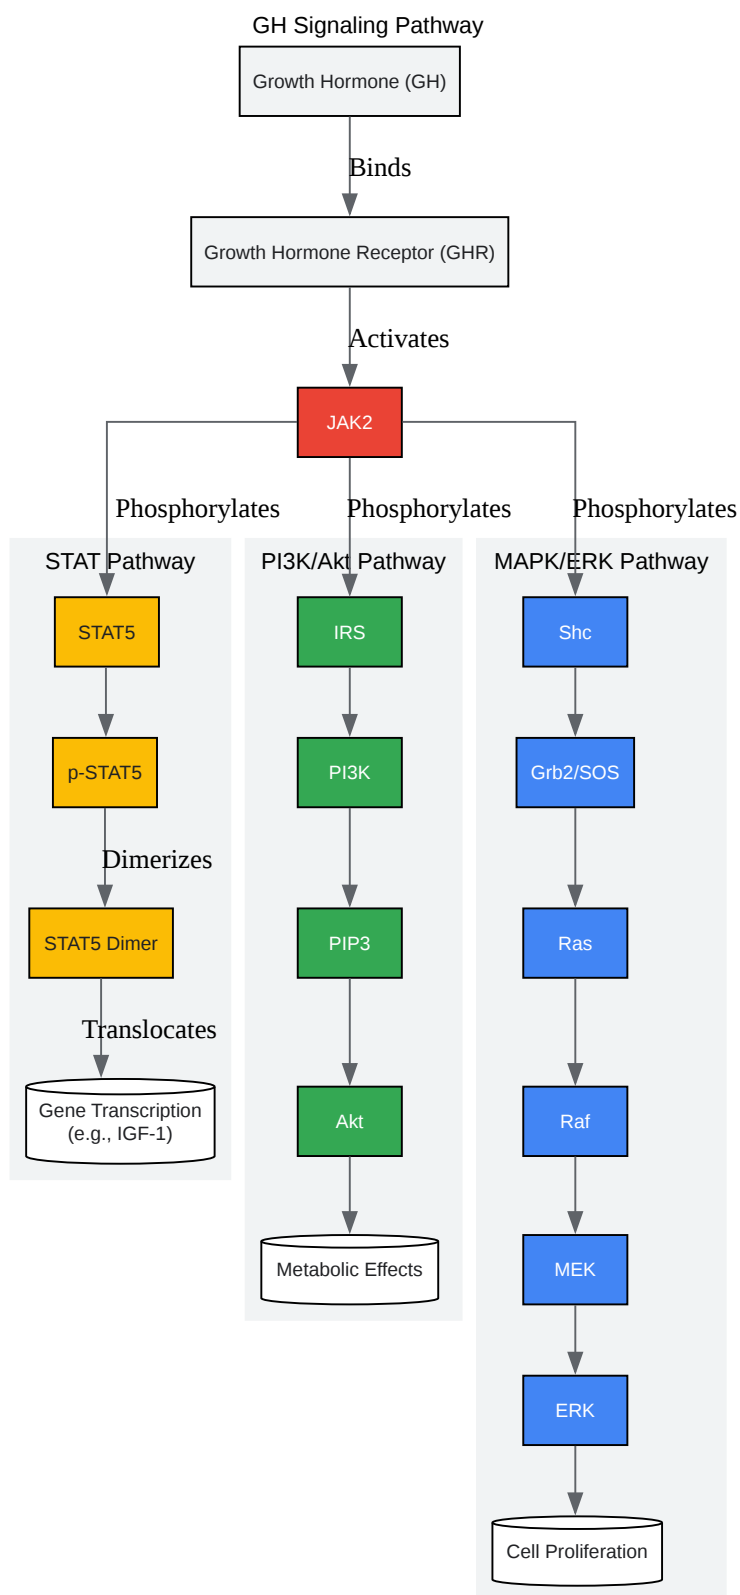 GH Signaling Pathway
Growth Hormone (GH)
Binds
Growth Hormone Receptor (GHR)
Activates
JAK2
Phosphorylates
Phosphorylates
Phosphorylates
STAT Pathway
PI3K/Akt Pathway
MAPK/ERK Pathway
STAT5
IRS
Shc
p-STAT5
PI3K
Grb2/SOS
Dimerizes
STAT5 Dimer
PIP3
Ras
Translocates
Gene Transcription
(e.g., IGF-1)
Akt
Raf
Metabolic Effects
MEK
ERK
Cell Proliferation